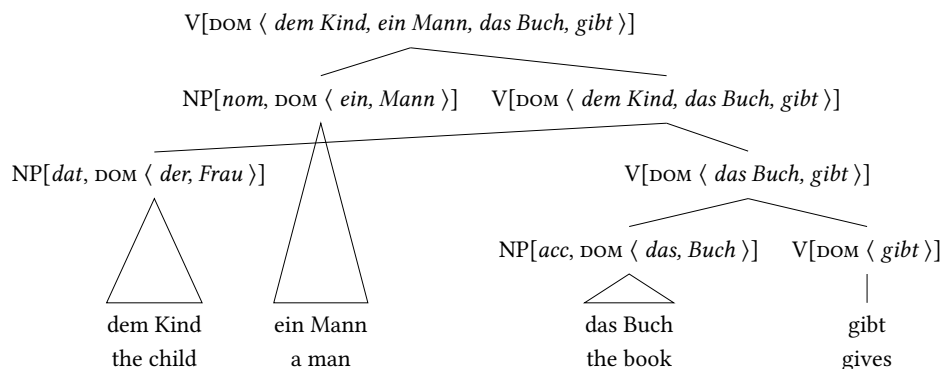 V[DOM ⟨ dem Kind, ein Mann, das Buch, gibt ⟩]
NP[nom, DOM ⟨ ein, Mann ⟩] V[DOM ⟨ dem Kind, das Buch, gibt ⟩]
NP[dat, DOM ⟨ der, Frau ⟩] V[DOM ⟨ das Buch, gibt ⟩]
NP[acc, DOM ⟨ das, Buch ⟩] V[DOM ⟨ gibt ⟩]
dem Kind ein Mann das Buch gibt
the child a man the book gives